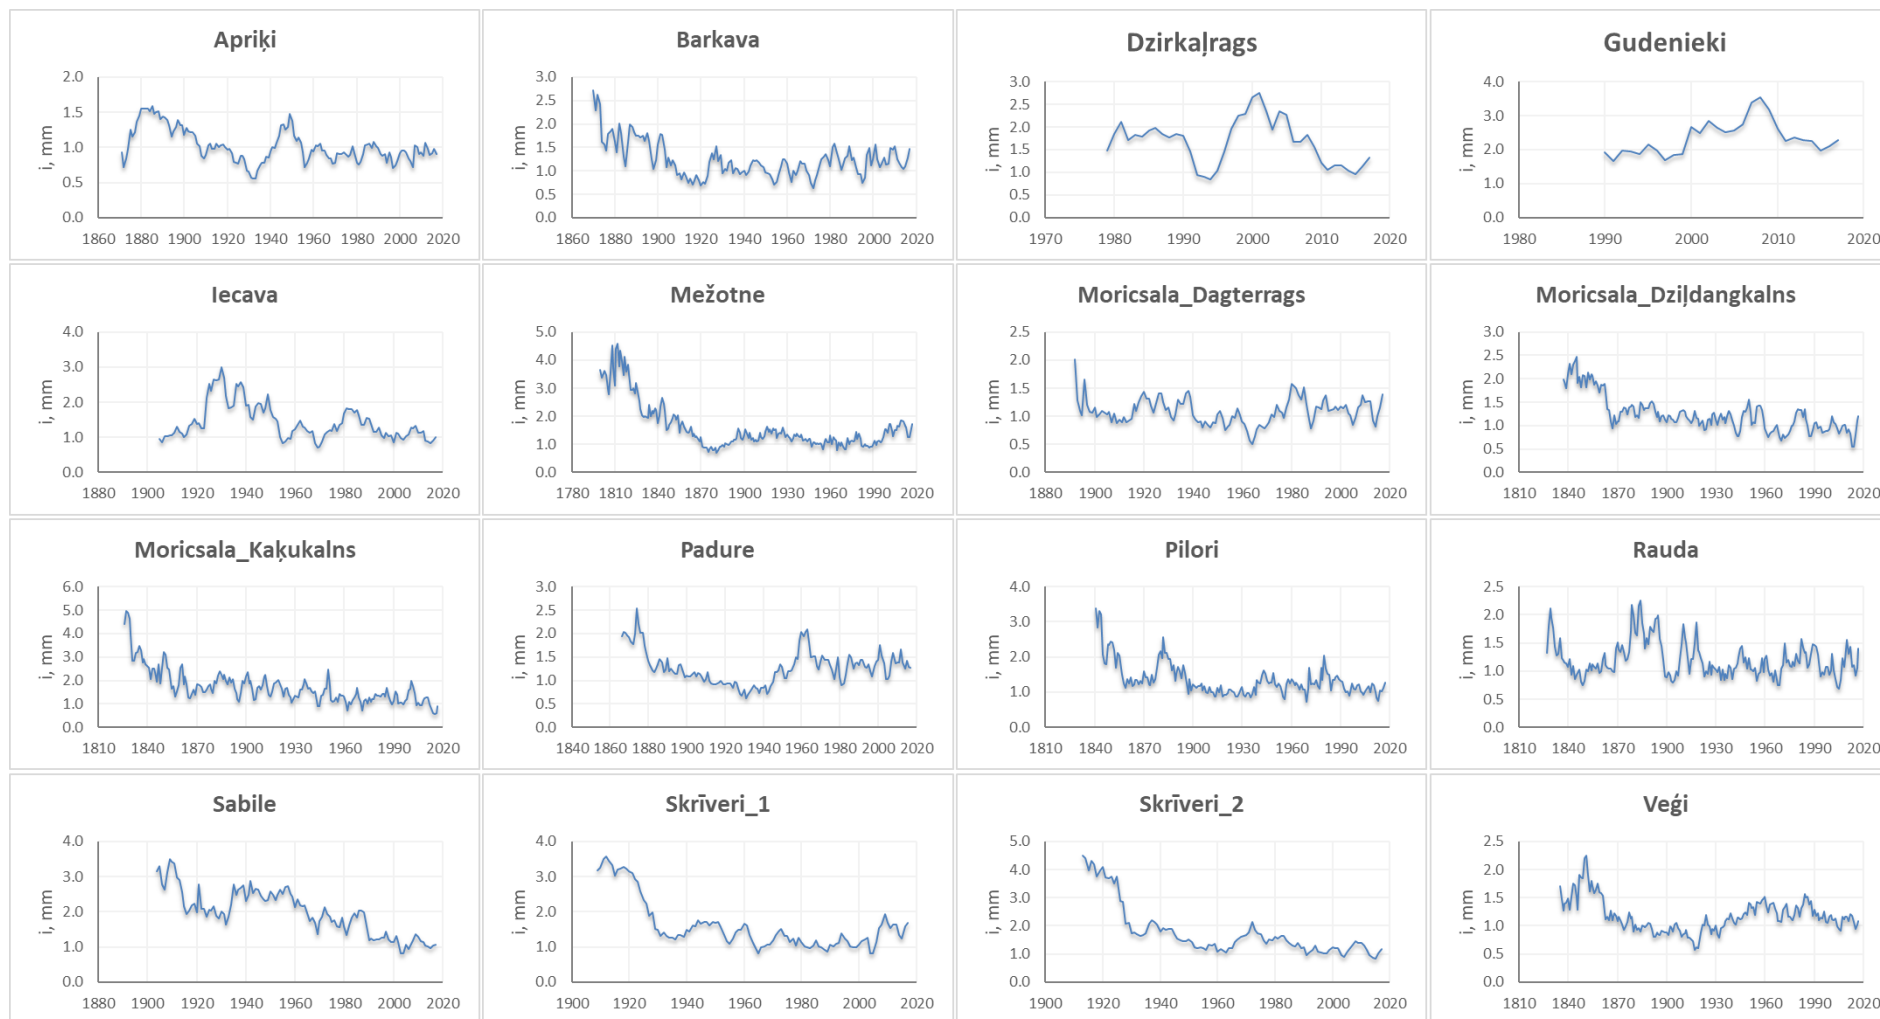 Apriķi
2.0
1.5
1.0
0.5
0.0
i, mm
1860 1880 1900 1920 1940 1960 1980 2000 2020
Barkava
3.0
2.5
2.0
1.5
1.0
0.5
0.0
i, mm
1860 1880 1900 1920 1940 1960 1980 2000 2020
Dzirkaļrags
3.0
2.5
2.0
1.5
1.0
0.5
0.0
i, mm
1970 1980 1990 2000 2010 2020
Gudenieki
4.0
3.0
2.0
1.0
0.0
i, mm
1980 1990 2000 2010 2020
Iecava
4.0
3.0
2.0
1.0
0.0
i, mm
1880 1900 1920 1940 1960 1980 2000 2020
Mežotne
5.0
4.0
3.0
2.0
1.0
0.0
i, mm
1780 1810 1840 1870 1900 1930 1960 1990 2020
Moricsala_Dagterrags
2.5
2.0
1.5
1.0
0.5
0.0
i, mm
1880 1900 1920 1940 1960 1980 2000 2020
Moricsala_Dziļdangkalns
3.0
2.5
2.0
1.5
1.0
0.5
0.0
i, mm
1810 1840 1870 1900 1930 1960 1990 2020
Moricsala_Kaķukalns
6.0
5.0
4.0
3.0
2.0
1.0
0.0
i, mm
1810 1840 1870 1900 1930 1960 1990 2020
Padure
3.0
2.5
2.0
1.5
1.0
0.5
0.0
i, mm
1840 1860 1880 1900 1920 1940 1960 1980 2000 2020
Pilori
4.0
3.0
2.0
1.0
0.0
i, mm
1810 1840 1870 1900 1930 1960 1990 2020
Rauda
2.5
2.0
1.5
1.0
0.5
0.0
i, mm
1810 1840 1870 1900 1930 1960 1990 2020
Sabile
4.0
3.0
2.0
1.0
0.0
i, mm
1880 1900 1920 1940 1960 1980 2000 2020
Skrīveri_1
4.0
3.0
2.0
1.0
0.0
i, mm
1900 1920 1940 1960 1980 2000 2020
Skrīveri_2
5.0
4.0
3.0
2.0
1.0
0.0
i, mm
1900 1920 1940 1960 1980 2000 2020
Veģi
2.5
2.0
1.5
1.0
0.5
0.0
i, mm
1810 1840 1870 1900 1930 1960 1990 2020